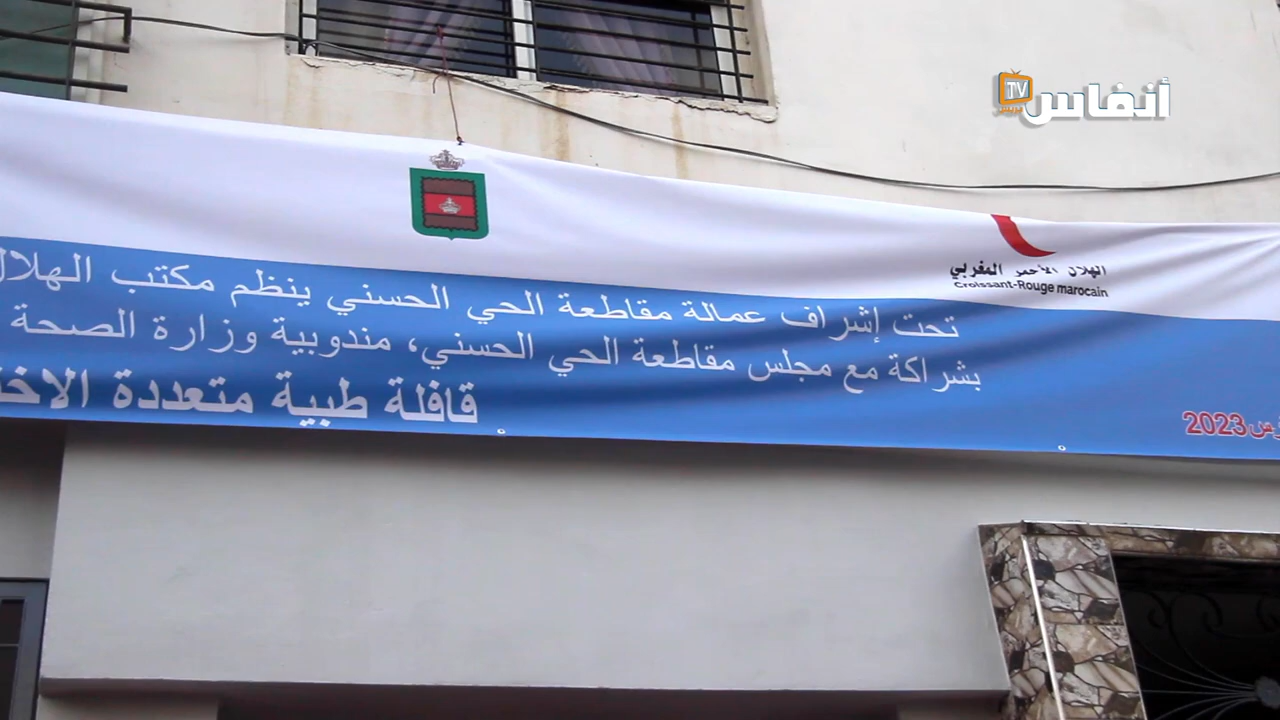 أنفاس TV
الهلال الأحمر المغربي
Croissant-Rouge marocain
تحت إشراف عمالة مقاطعة الحي الحسني ينظم مكتب الهلال
بشراكة مع مجلس مقاطعة الحي الحسني، مندوبية وزارة الصحة
قافلة طبية متعددة
2023